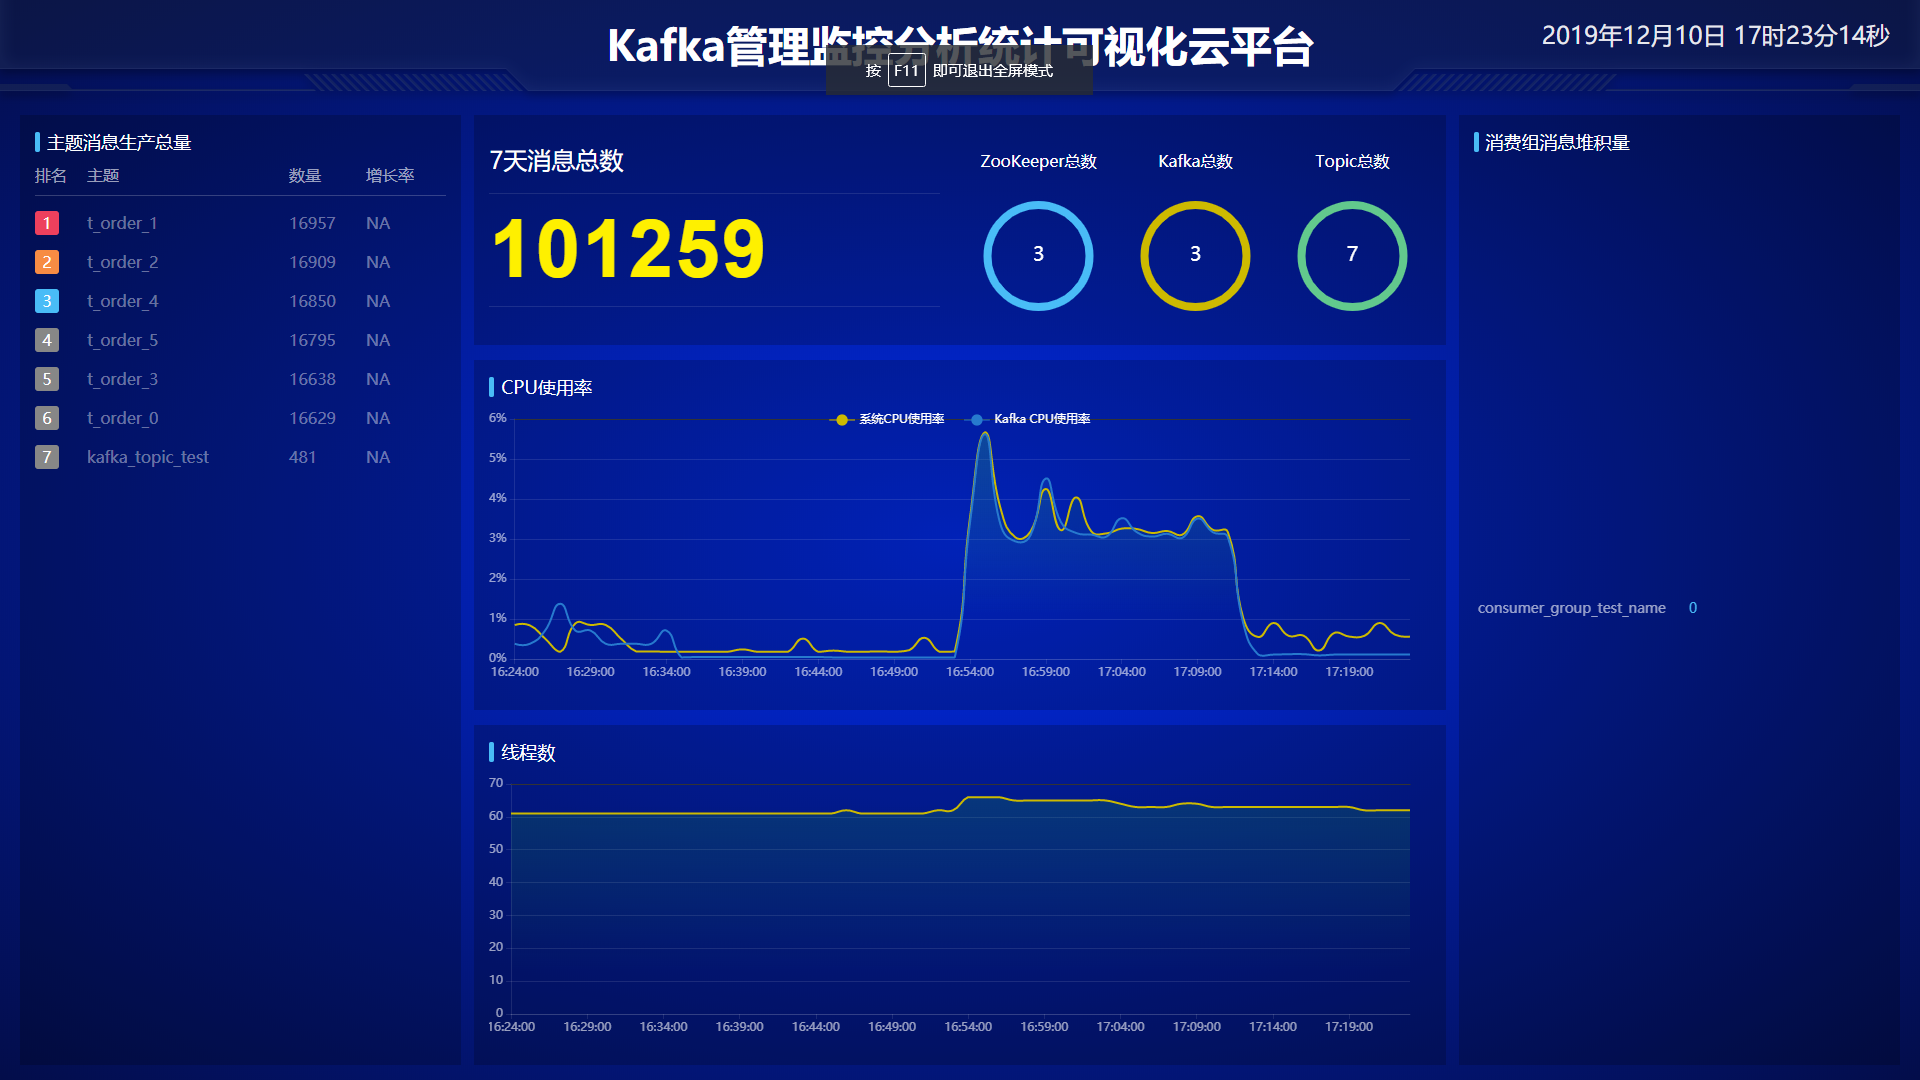 Kafka管理监控分析统计可视化云平台
2019年12月10日 17时23分14秒
按 F11 即可退出全屏模式
主题消息生产总量
排名 主题 数量 增长率
1 t_order_1 16957 NA
2 t_order_2 16909 NA
3 t_order_4 16850 NA
4 t_order_5 16795 NA
5 t_order_3 16638 NA
6 t_order_0 16629 NA
7 kafka_topic_test 481 NA
7天消息总数
101259
ZooKeeper总数 Kafka总数 Topic总数
3 3 7
CPU使用率
系统CPU使用率 Kafka CPU使用率
6%
5%
4%
3%
2%
1%
0%
16:24:00 16:29:00 16:34:00 16:39:00 16:44:00 16:49:00 16:54:00 16:59:00 17:04:00 17:09:00 17:14:00 17:19:00
线程数
70
60
50
40
30
20
10
0
16:24:00 16:29:00 16:34:00 16:39:00 16:44:00 16:49:00 16:54:00 16:59:00 17:04:00 17:09:00 17:14:00 17:19:00
消费组消息堆积量
consumer_group_test_name 0